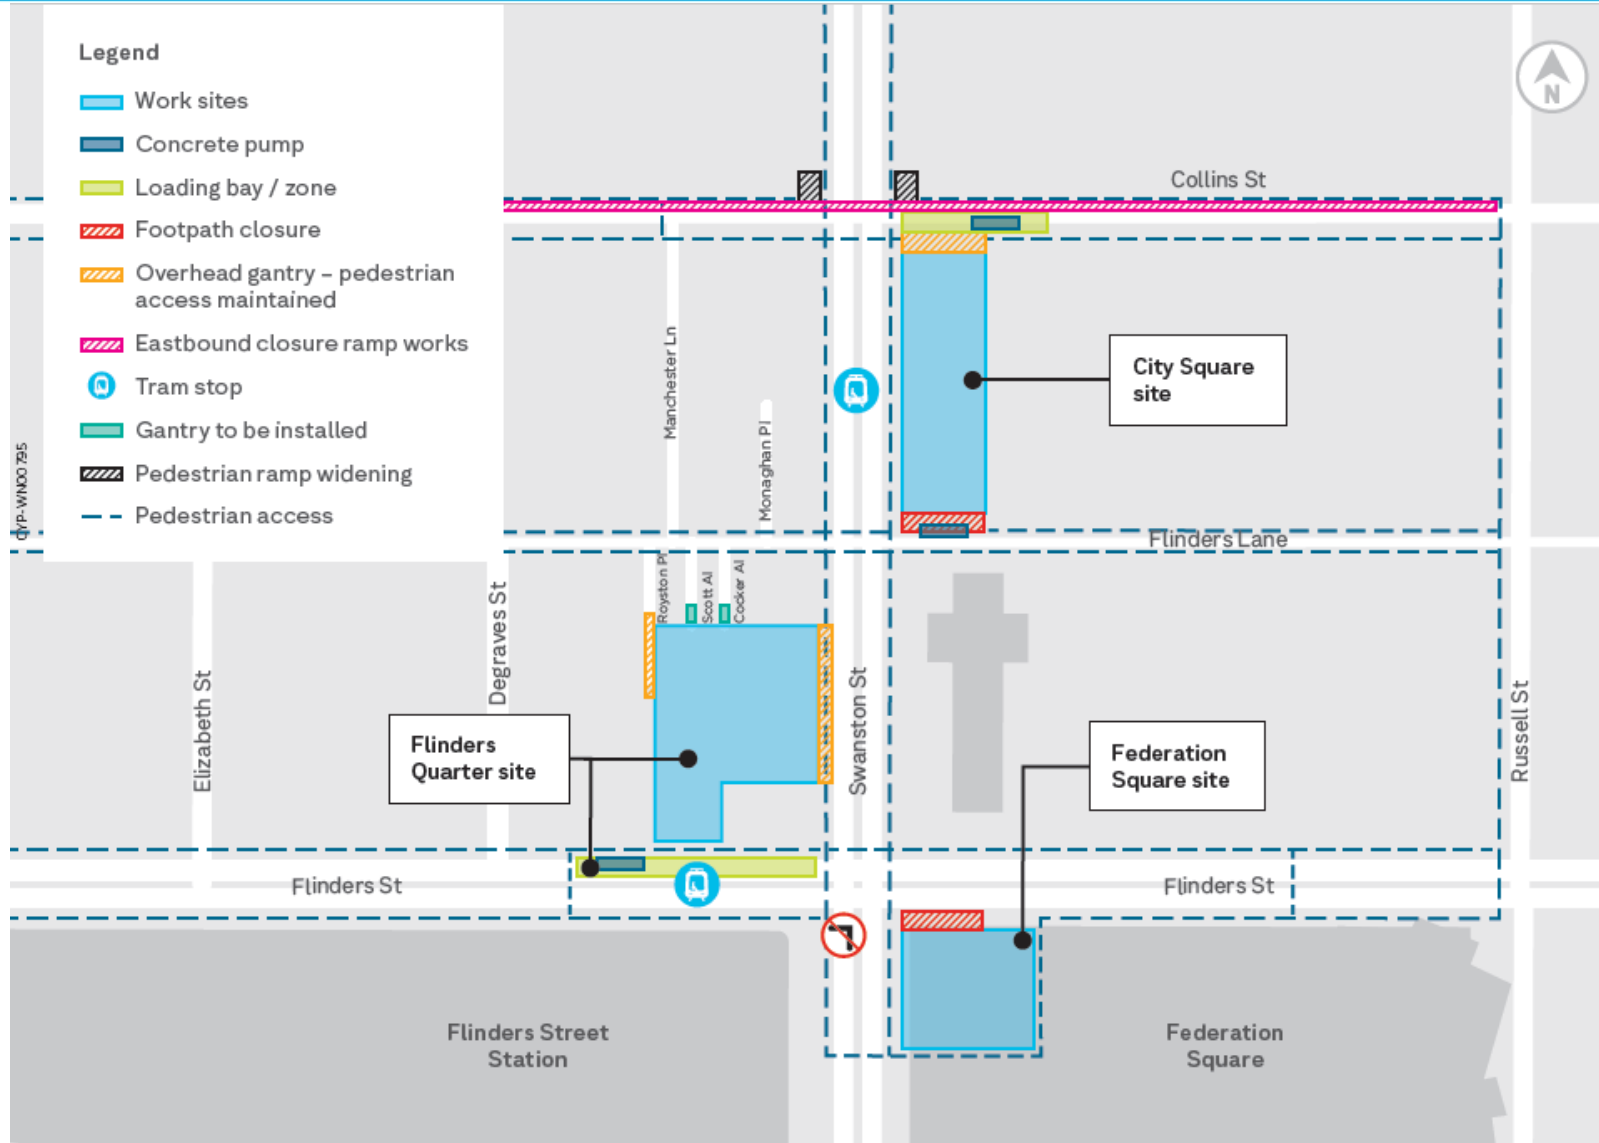 Legend
Work sites
Concrete pump
Loading bay / zone
Footpath closure
Overhead gantry – pedestrian
access maintained
Eastbound closure ramp works
Tram stop
Gantry to be installed
Pedestrian ramp widening
Pedestrian access
CYP-WN00795
N
Collins St
Manchester Ln
Monaghan Pl
City Square
site
Flinders Lane
Royston Pl
Scott Al
Cocker Al
Elizabeth St
Degraves St
Swanston St
Russell St
Flinders
Quarter site
Federation
Square site
Flinders St
Flinders St
Flinders Street
Station
Federation
Square